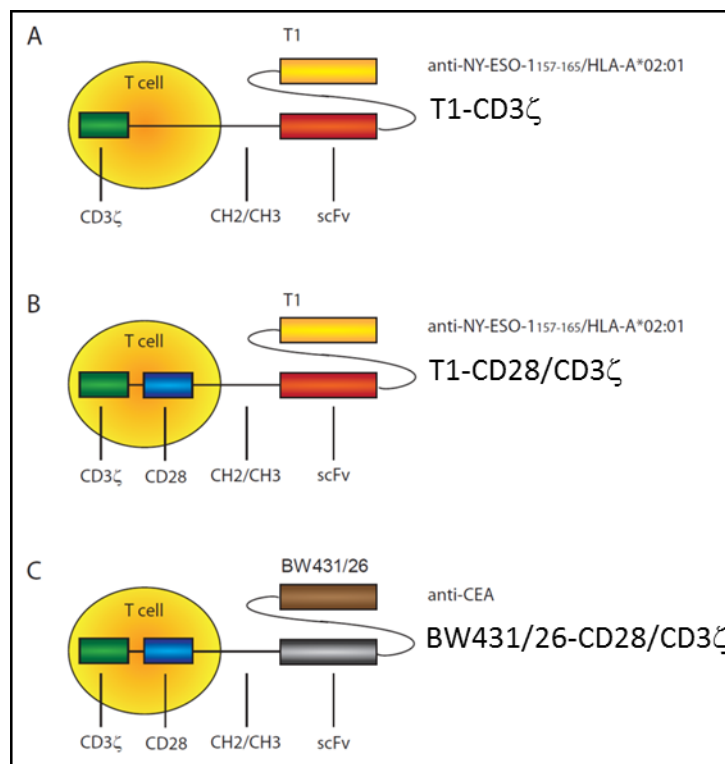 A
T1
T cell
anti-NY-ESO-1157-165/HLA-A*02:01
T1-CD3ζ
CD3ζ CH2/CH3 scFv
B
T1
T cell
anti-NY-ESO-1157-165/HLA-A*02:01
T1-CD28/CD3ζ
CD3ζ CD28 CH2/CH3 scFv
C
BW431/26
T cell
anti-CEA
BW431/26-CD28/CD3ζ
CD3ζ CD28 CH2/CH3 scFv